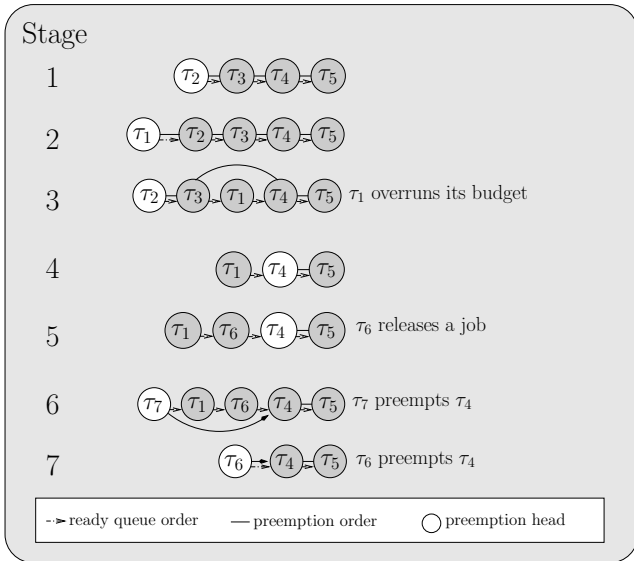 Stage
1 τ2 τ3 τ4 τ5
2 τ1 τ2 τ3 τ4 τ5
3 τ2 τ3 τ1 τ4 τ5 τ1 overruns its budget
4 τ1 τ4 τ5
5 τ1 τ6 τ4 τ5 τ6 releases a job
6 τ7 τ1 τ6 τ4 τ5 τ7 preempts τ4
7 τ6 τ4 τ5 τ6 preempts τ4
ready queue order preemption order preemption head